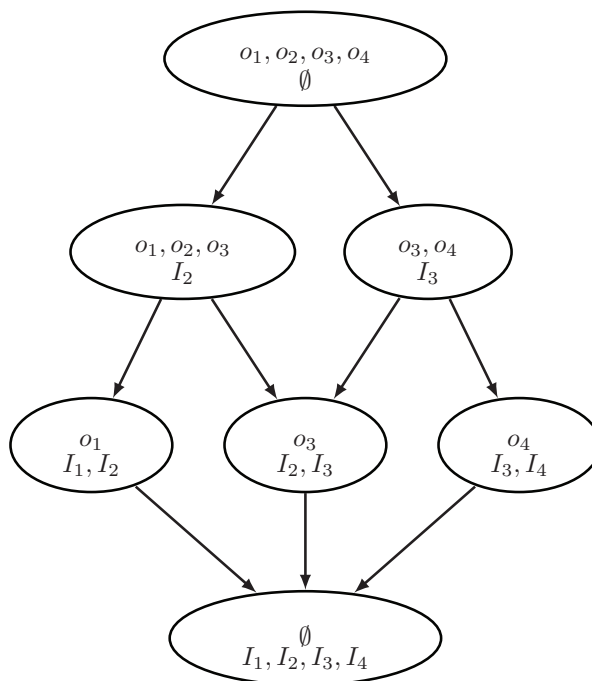 o₁, o₂, o₃, o₄
∅
o₁, o₂, o₃
I₂
o₃, o₄
I₃
o₁
I₁, I₂
o₃
I₂, I₃
o₄
I₃, I₄
∅
I₁, I₂, I₃, I₄